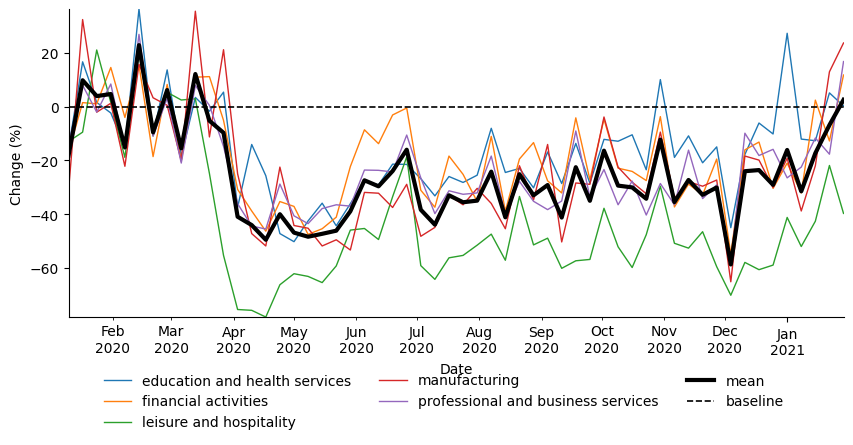 Change (%)
20
0
−20
−40
−60
Feb Mar Apr May Jun Jul Aug Sep Oct Nov Dec Jan
2020 2020 2020 2020 2020 2020 2020 2020 2020 2020 2020 2021
Date
education and health services manufacturing mean
financial activities professional and business services baseline
leisure and hospitality